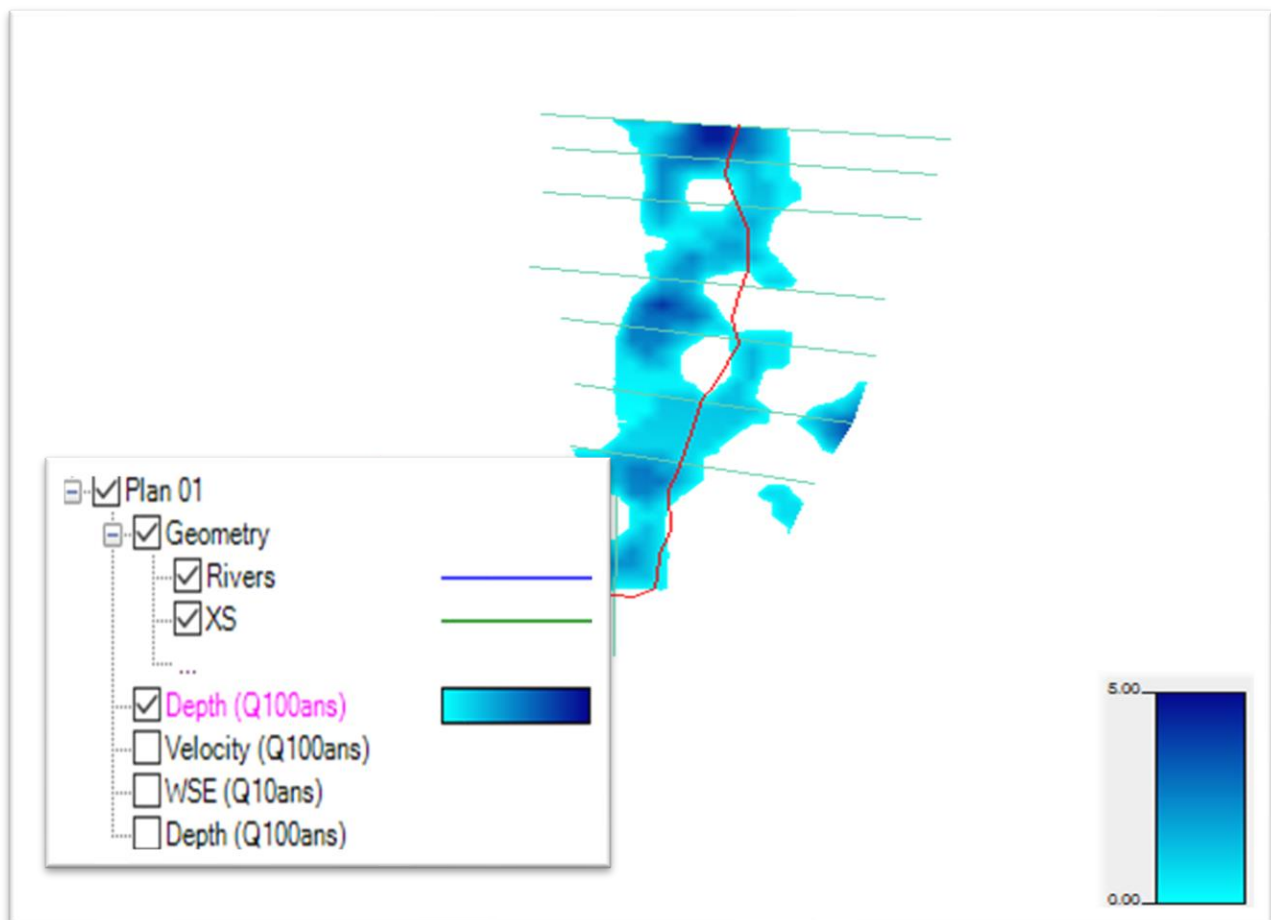 Plan 01
Geometry
Rivers
XS
...
Depth (Q100ans)
Velocity (Q100ans)
WSE (Q10ans)
Depth (Q100ans)
5.00
0.00